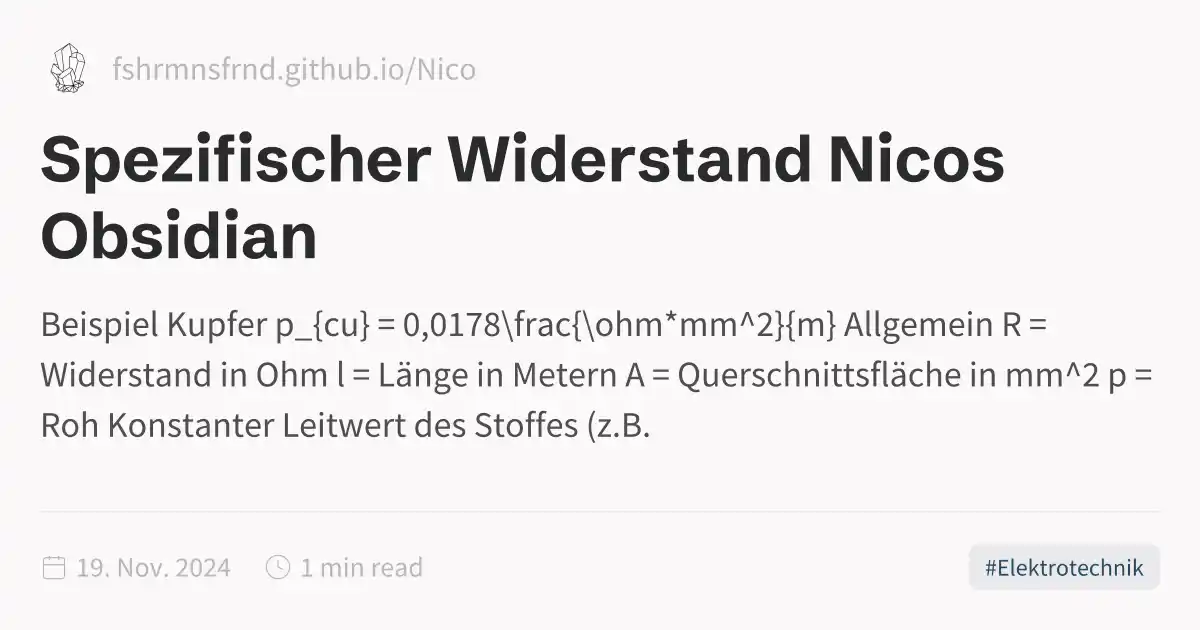 fshrmnsfrnd.github.io/Nico
Spezifischer Widerstand Nicos
Obsidian
Beispiel Kupfer p_{cu} = 0,0178\frac{\ohm*mm^2}{m} Allgemein R =
Widerstand in Ohm l = Länge in Metern A = Querschnittsfläche in mm^2 p =
Roh Konstanter Leitwert des Stoffes (z.B.
19. Nov. 2024 1 min read #Elektrotechnik